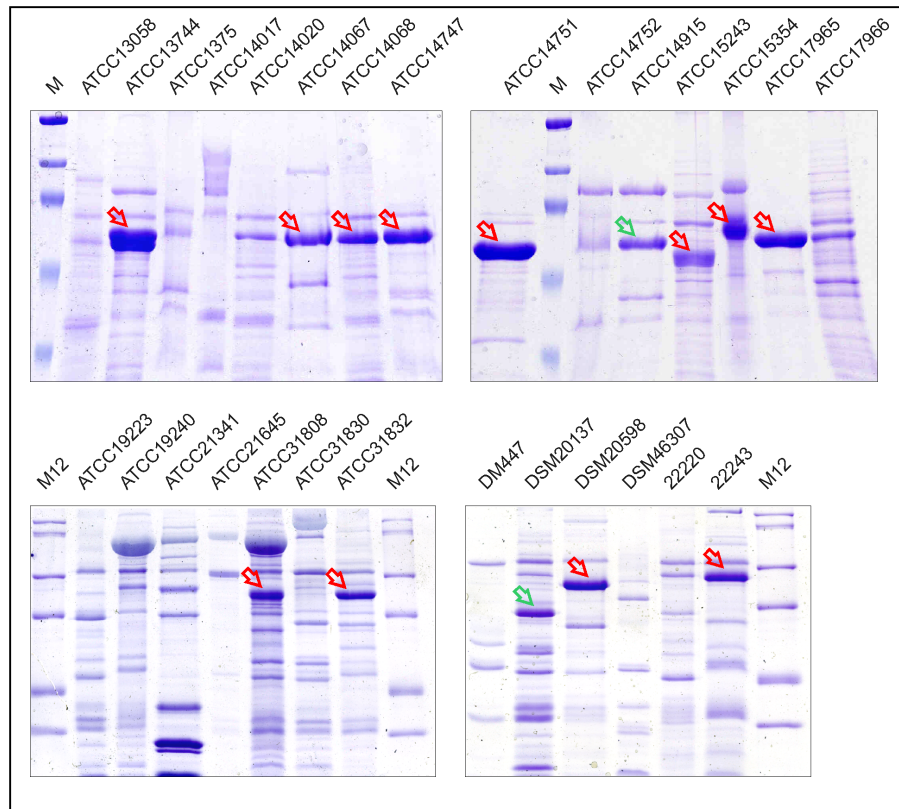 M
ATCC13058
ATCC13744
ATCC1375
ATCC14017
ATCC14020
ATCC14067
ATCC14068
ATCC14747
ATCC14751
M
ATCC14752
ATCC14915
ATCC15243
ATCC15354
ATCC17965
ATCC17966
M12
ATCC19223
ATCC19240
ATCC21341
ATCC21645
ATCC31808
ATCC31830
ATCC31832
M12
DM447
DSM20137
DSM20598
DSM46307
22220
22243
M12